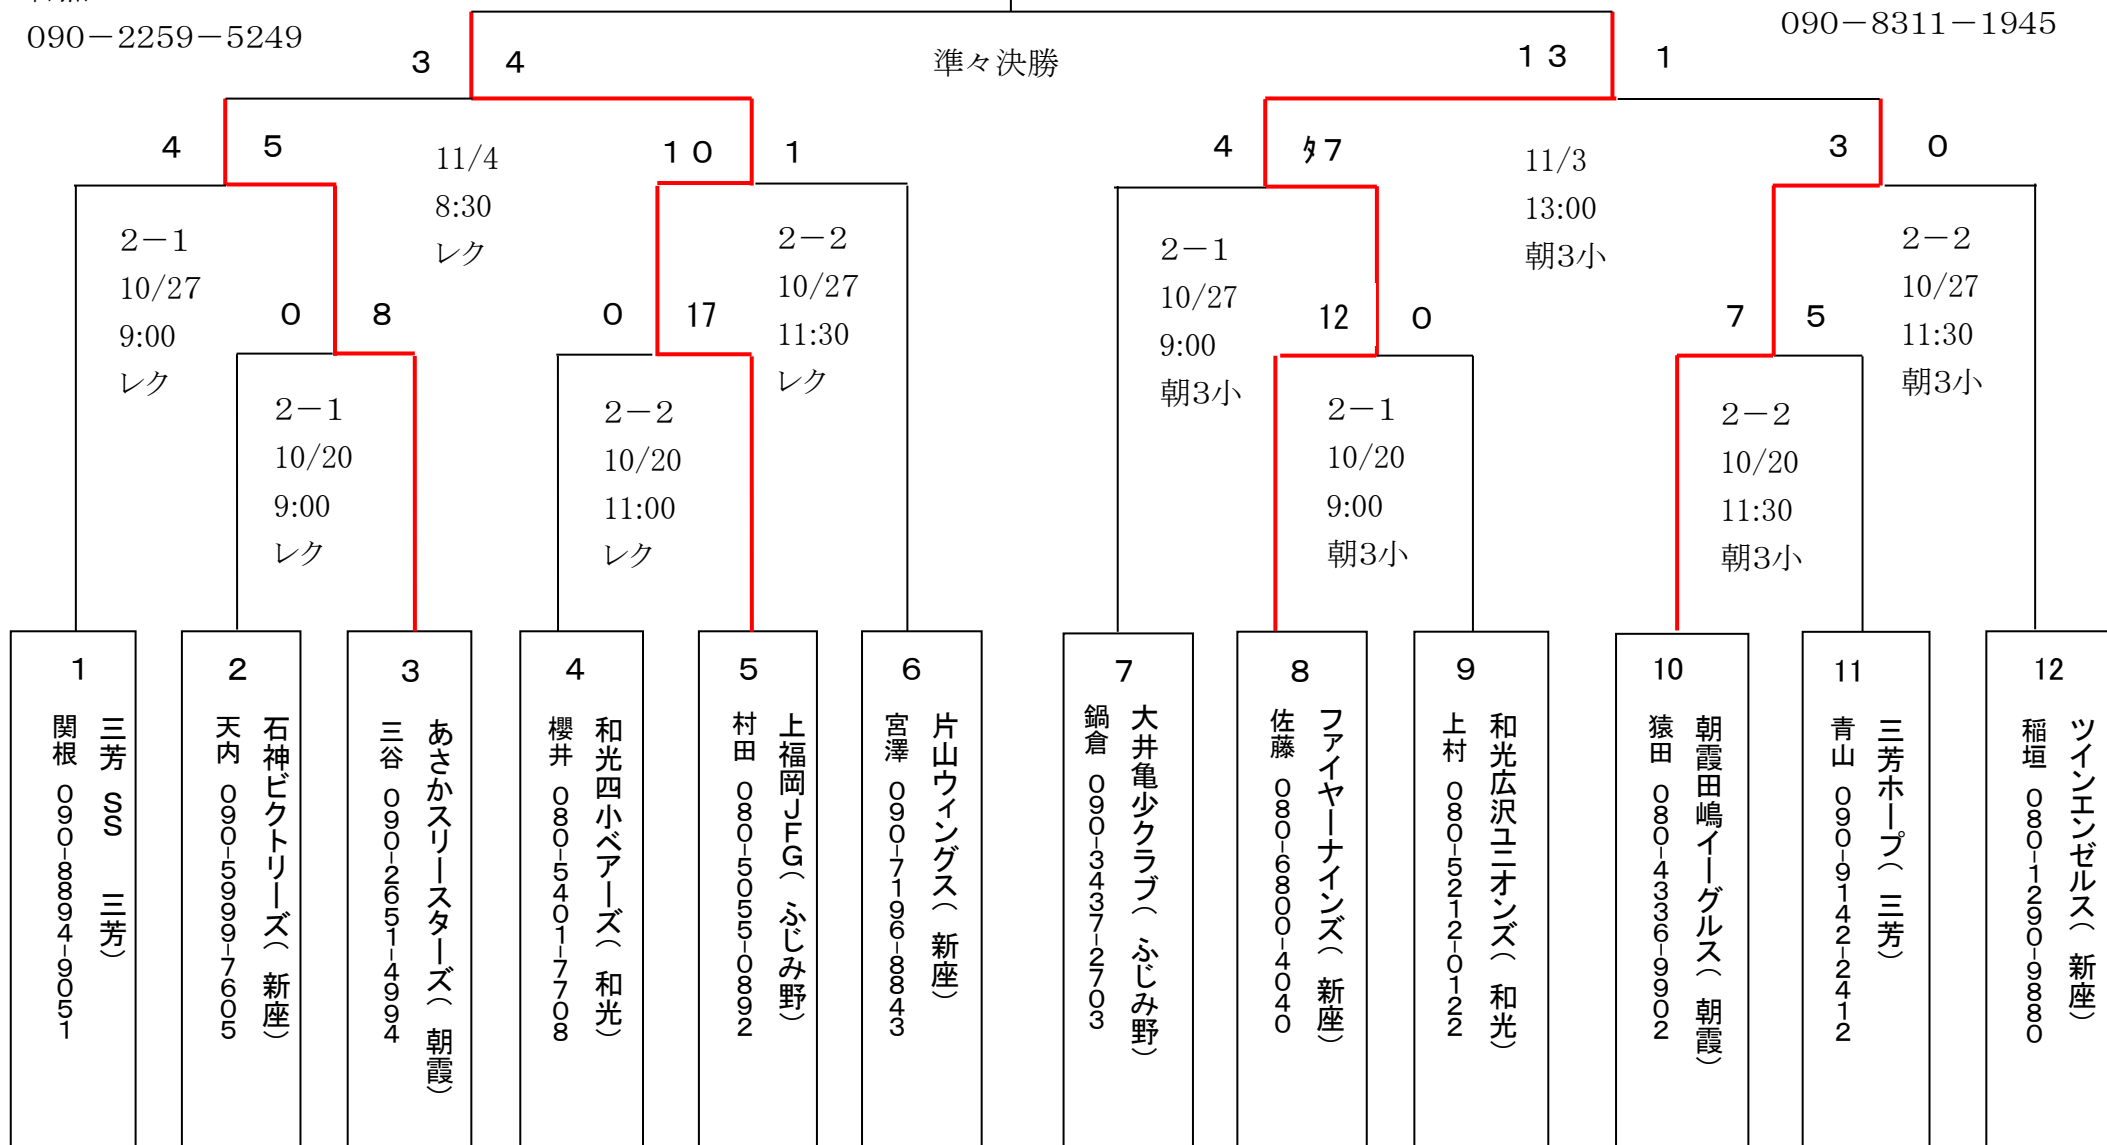 090－2259－5249
090－8311－1945
3 4
準々決勝
13 1
4 5
10 1
4 ﾀ7
3 0
11/4
8:30
レク
11/3
13:00
朝3小
2－1
10/27
9:00
レク
2－2
10/27
11:30
レク
2－1
10/27
9:00
朝3小
2－2
10/27
11:30
朝3小
0 8
0 17
12 0
7 5
2－1
10/20
9:00
レク
2－2
10/20
11:00
レク
2－1
10/20
9:00
朝3小
2－2
10/20
11:30
朝3小
1
三芳 SS 三芳）
関根 090-8894-9051
2
石神ビクトリーズ（ 新座）
天内 090-5999-7605
3
あさかスリースターズ（ 朝霞）
三谷 090-2651-4994
4
和光四小ベアーズ（ 和光）
櫻井 080-5401-7708
5
上福岡JFG（ ふじみ野）
村田 080-5055-0892
6
片山ウィングス（ 新座）
宮澤 090-7196-8843
7
大井亀少クラブ（ ふじみ野）
鍋倉 090-3437-2703
8
ファイヤーナインズ（ 新座）
佐藤 080-6800-4040
9
和光広沢ユニオンズ（ 和光）
上村 080-5212-0122
10
朝霞田嶋イーグルス（ 朝霞）
猿田 080-4336-9902
11
三芳ホープ（ 三芳）
青山 090-9142-2412
12
ツインエンゼルス（ 新座）
稲垣 080-1290-9880